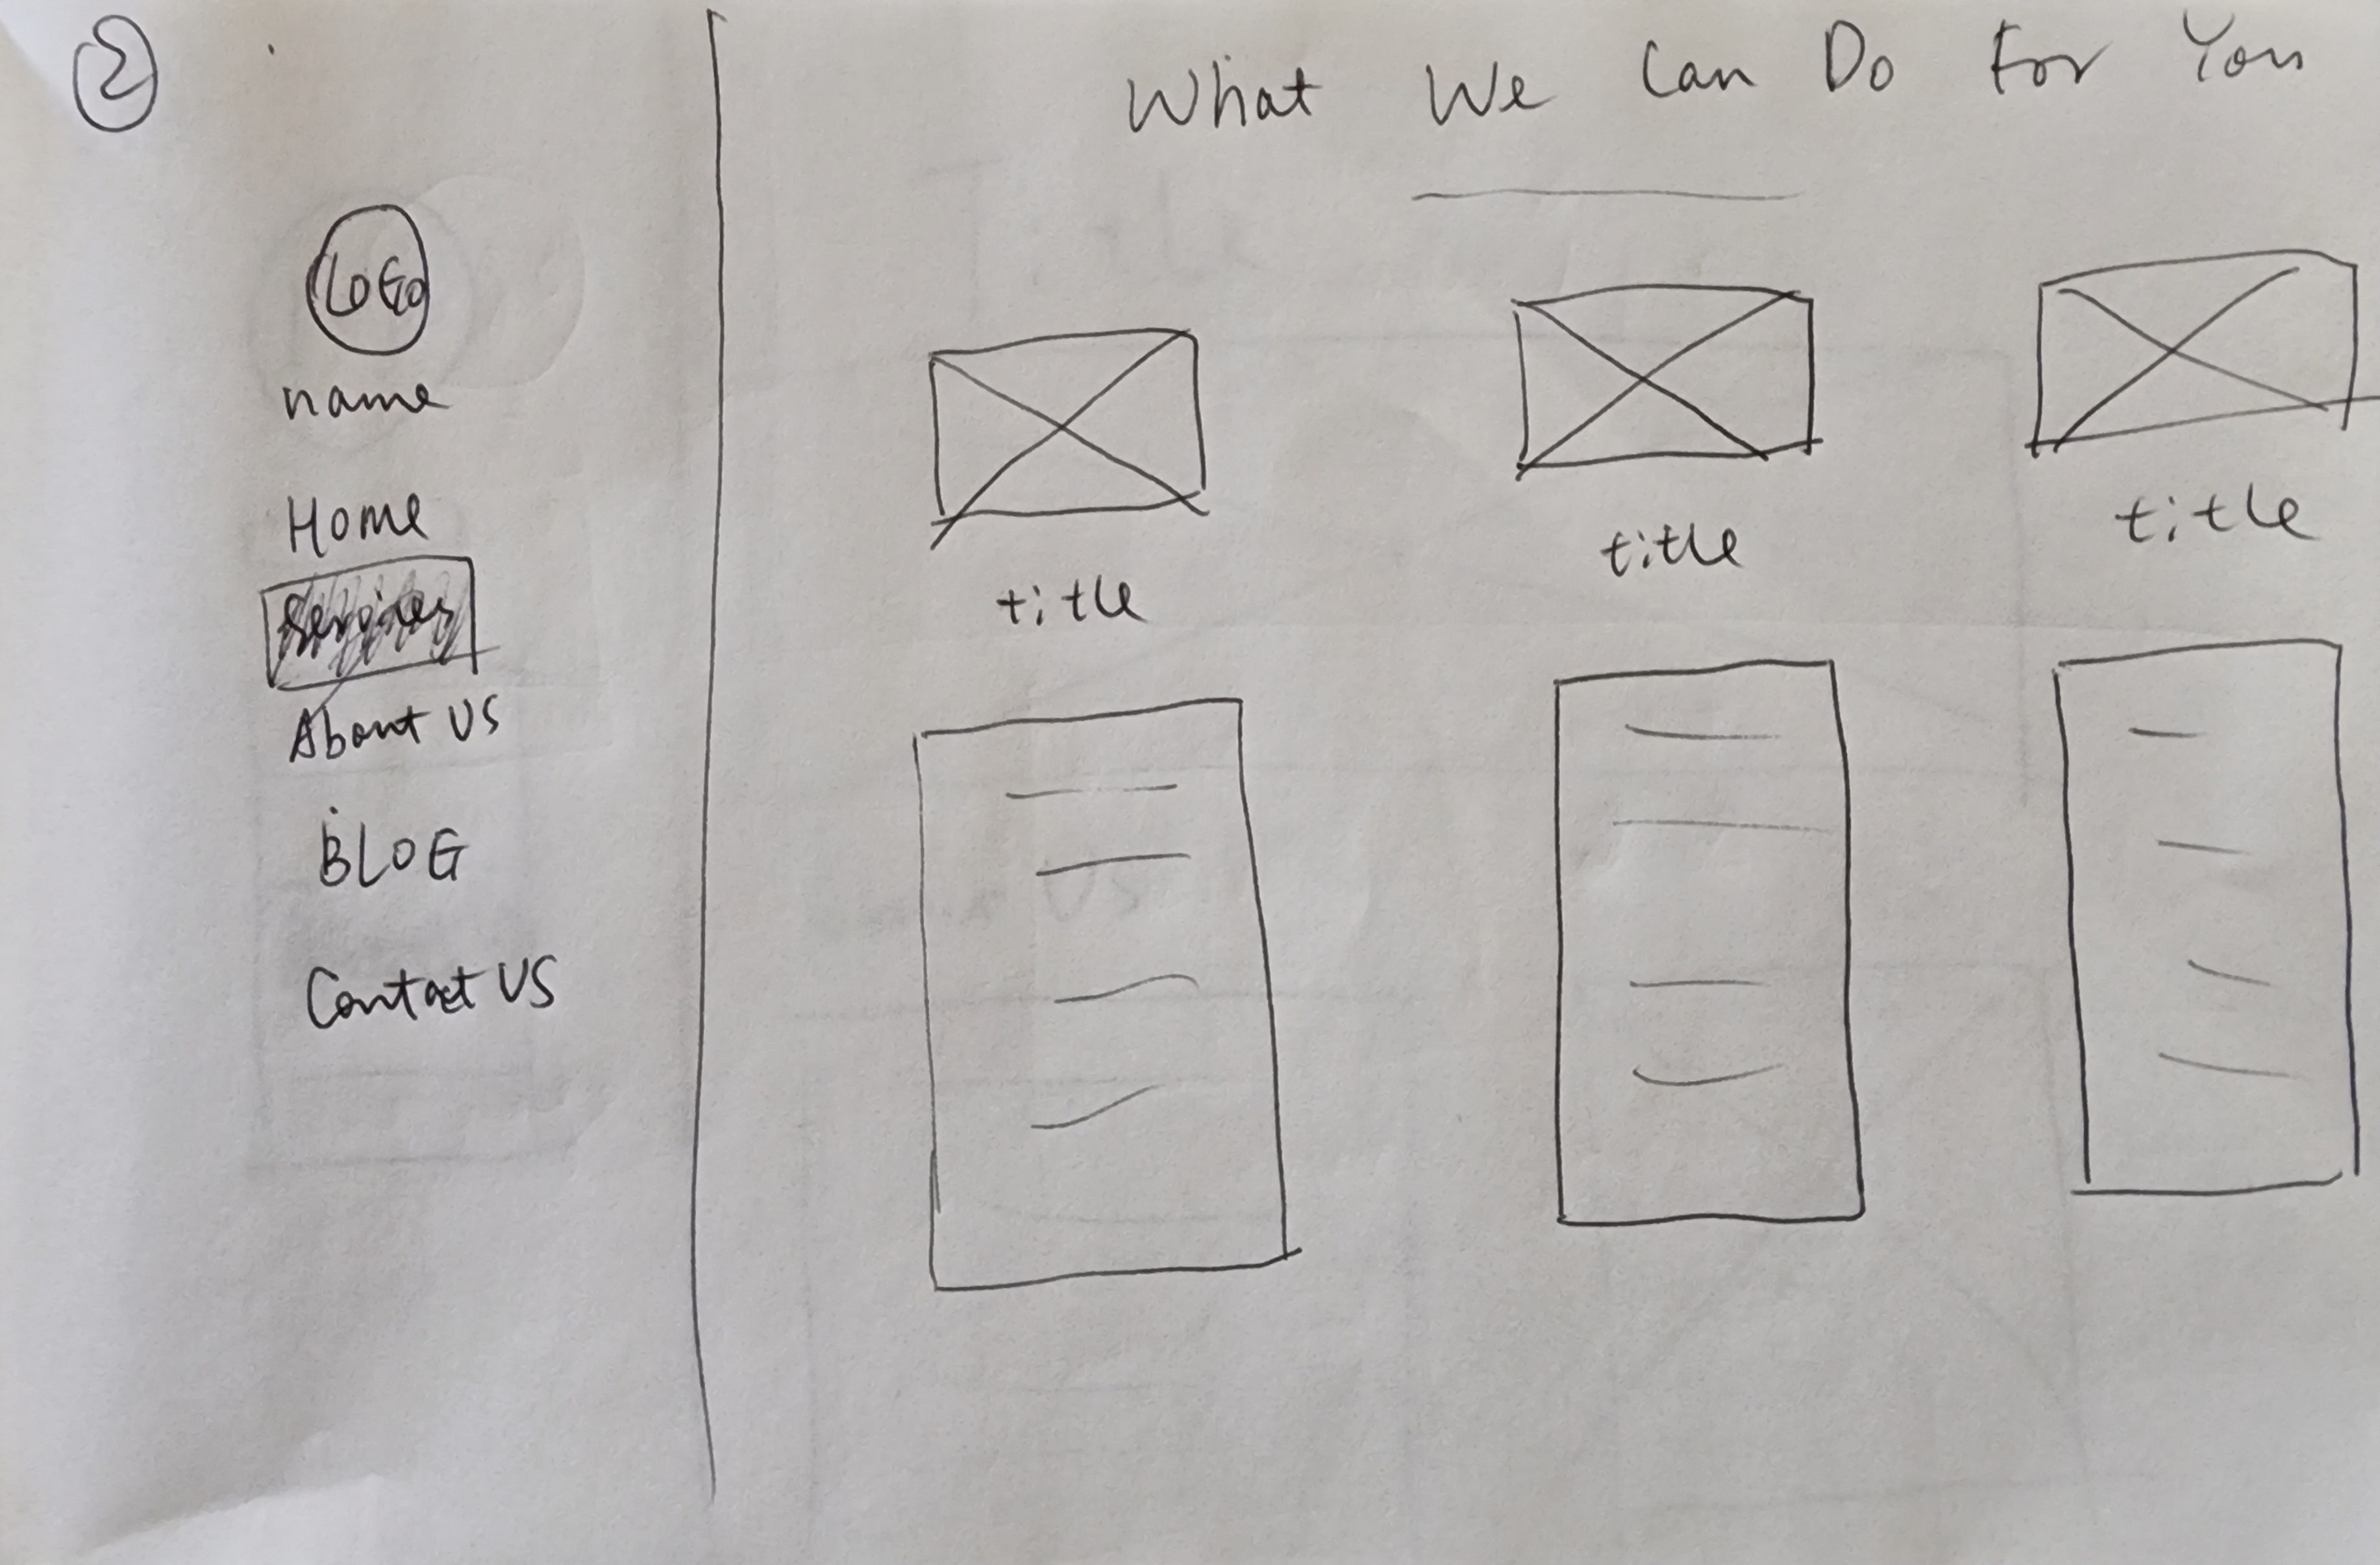 2
What We Can Do For You
LOGO
name
Home
Services
About US
BLOG
Contact US
title
title
title